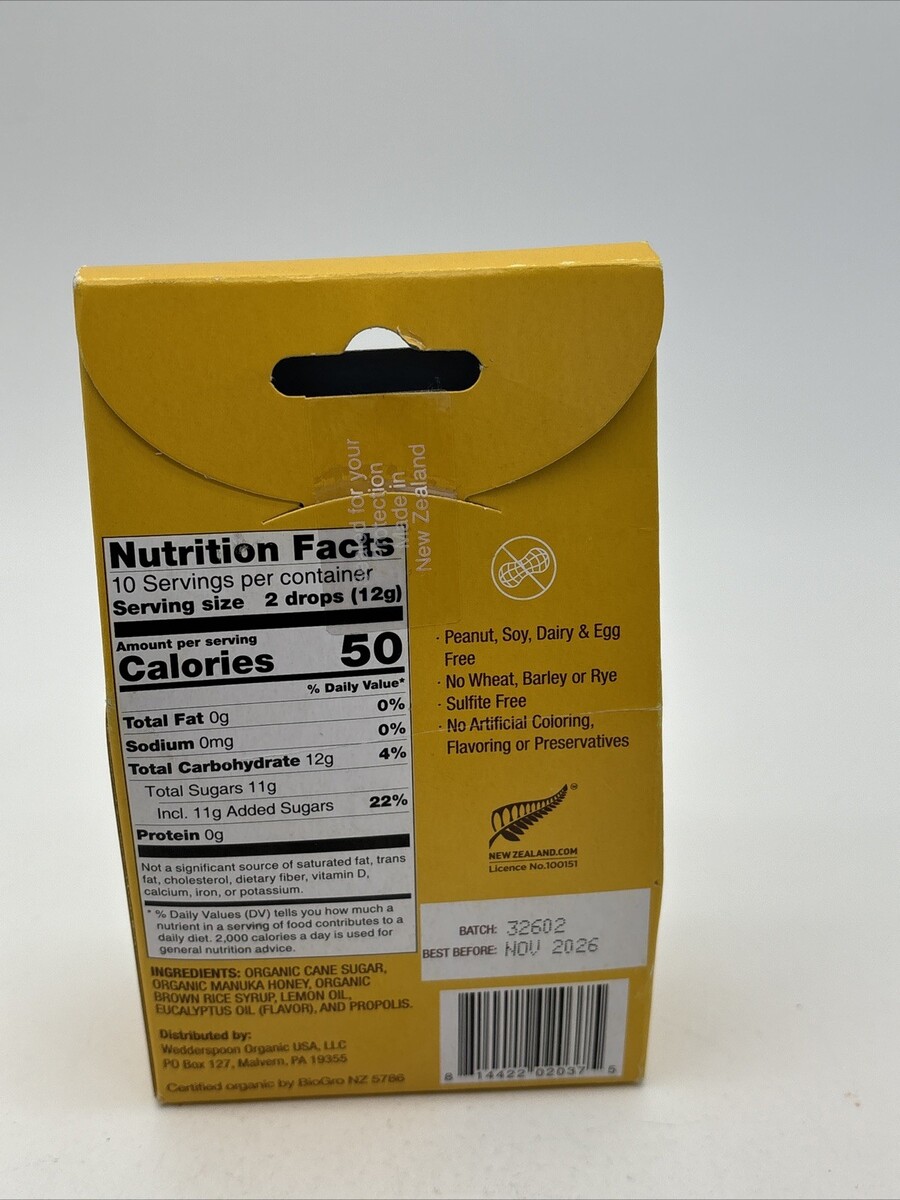 for your
Made in
New Zealand
Nutrition Facts
10 Servings per container
Serving size 2 drops (12g)
Amount per serving
Calories 50
% Daily Value*
Total Fat 0g 0%
Sodium 0mg 0%
Total Carbohydrate 12g 4%
Total Sugars 11g
Incl. 11g Added Sugars 22%
Protein 0g
Not a significant source of saturated fat, trans
fat, cholesterol, dietary fiber, vitamin D,
calcium, iron, or potassium.
* % Daily Values (DV) tells you how much a
nutrient in a serving of food contributes to a
daily diet. 2,000 calories a day is used for
general nutrition advice.
INGREDIENTS: ORGANIC CANE SUGAR,
ORGANIC MANUKA HONEY, ORGANIC
BROWN RICE SYRUP, LEMON OIL,
EUCALYPTUS OIL (FLAVOR), AND PROPOLIS.
Distributed by:
Wedderspoon Organic USA, LLC
PO Box 127, Malvern, PA 19355
Certified organic by BioGro NZ 5786
· Peanut, Soy, Dairy & Egg
Free
· No Wheat, Barley or Rye
· Sulfite Free
· No Artificial Coloring,
Flavoring or Preservatives
NEWZEALAND.COM
Licence No.100151
BATCH: 32602
BEST BEFORE: NOV 2026
8 14422 02037 5